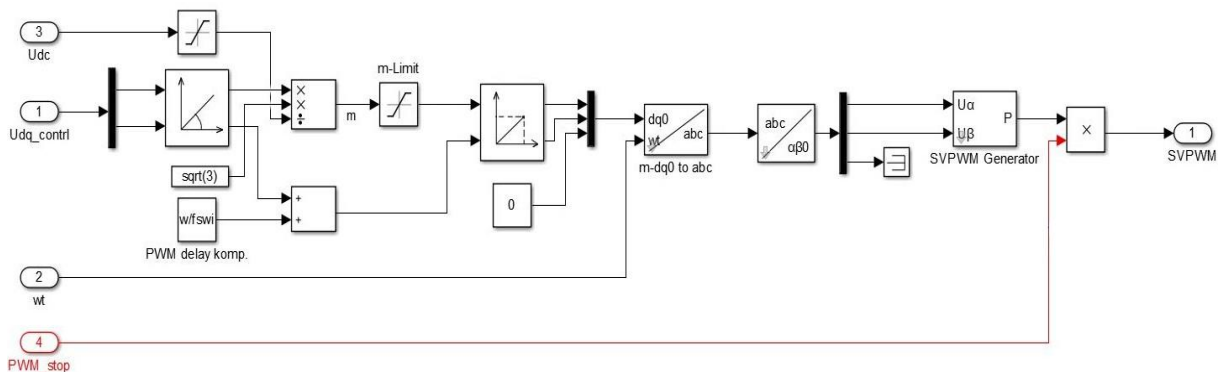 3
Udc
m-Limit
1
Udq_contrl
×
×
÷
m
sqrt(3)
+
+
w/fswi
PWM delay komp.
0
dq0
wt
abc
m-dq0 to abc
abc
αβ0
Uα
Uβ
P
SVPWM Generator
×
1
SVPWM
2
wt
4
PWM_stop